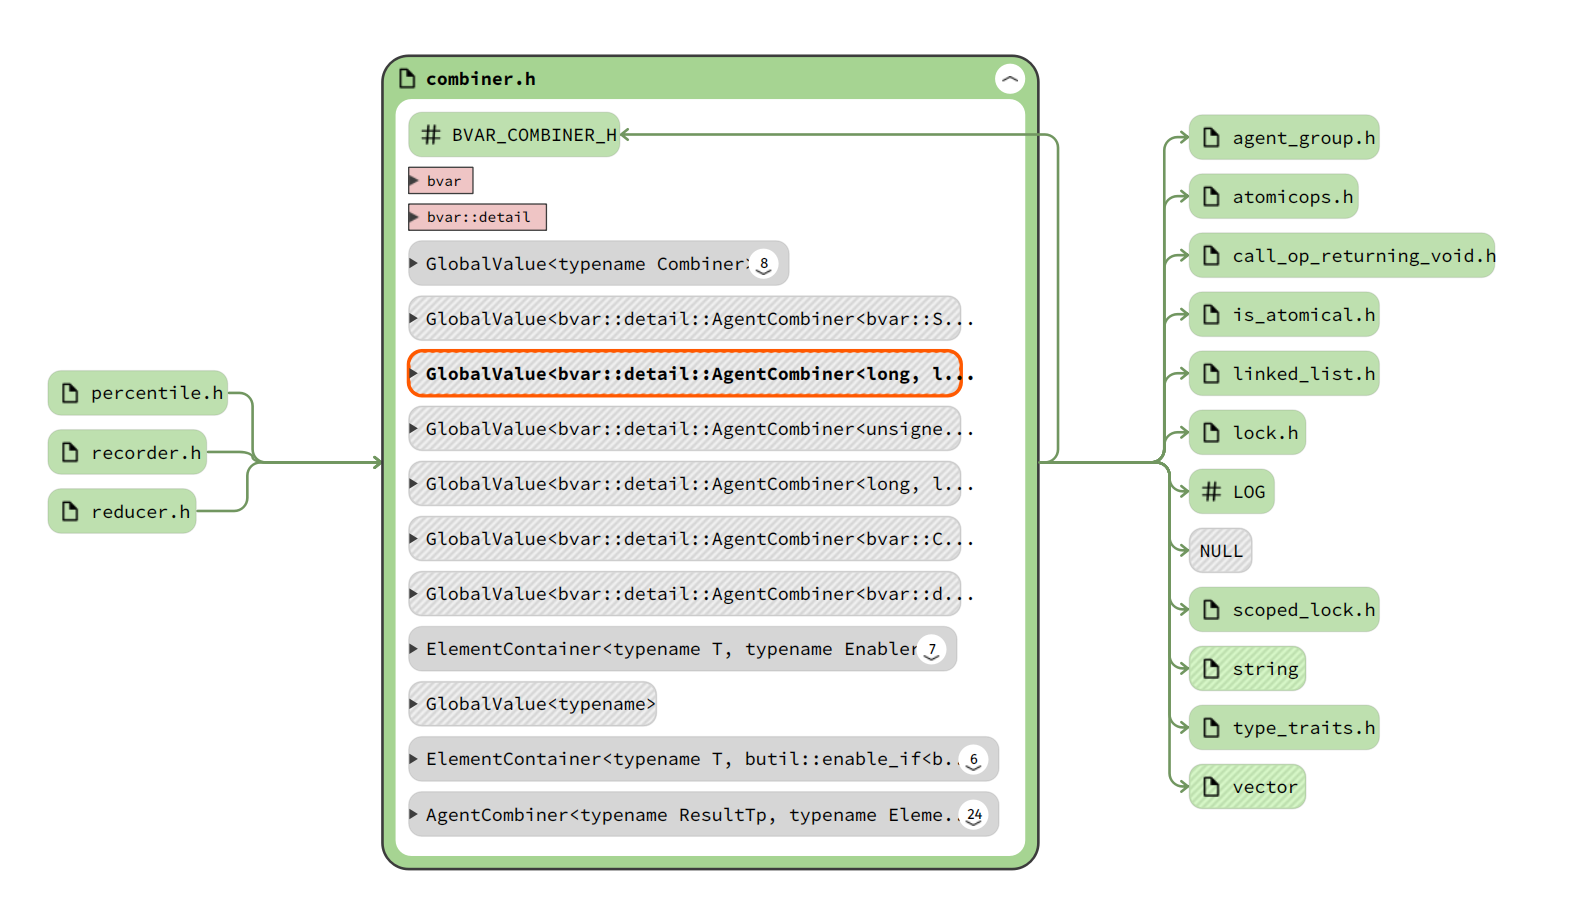 combiner.h
BVAR_COMBINER_H
bvar
bvar::detail
GlobalValue<typename Combiner>
8
GlobalValue<bvar::detail::AgentCombiner<bvar::S...
GlobalValue<bvar::detail::AgentCombiner<long, l...
GlobalValue<bvar::detail::AgentCombiner<unsigne...
GlobalValue<bvar::detail::AgentCombiner<long, l...
GlobalValue<bvar::detail::AgentCombiner<bvar::C...
GlobalValue<bvar::detail::AgentCombiner<bvar::d...
ElementContainer<typename T, typename Enabler
7
GlobalValue<typename>
ElementContainer<typename T, butil::enable_if<b..
6
AgentCombiner<typename ResultTp, typename Eleme..
24
percentile.h
recorder.h
reducer.h
agent_group.h
atomicops.h
call_op_returning_void.h
is_atomical.h
linked_list.h
lock.h
# LOG
NULL
scoped_lock.h
string
type_traits.h
vector